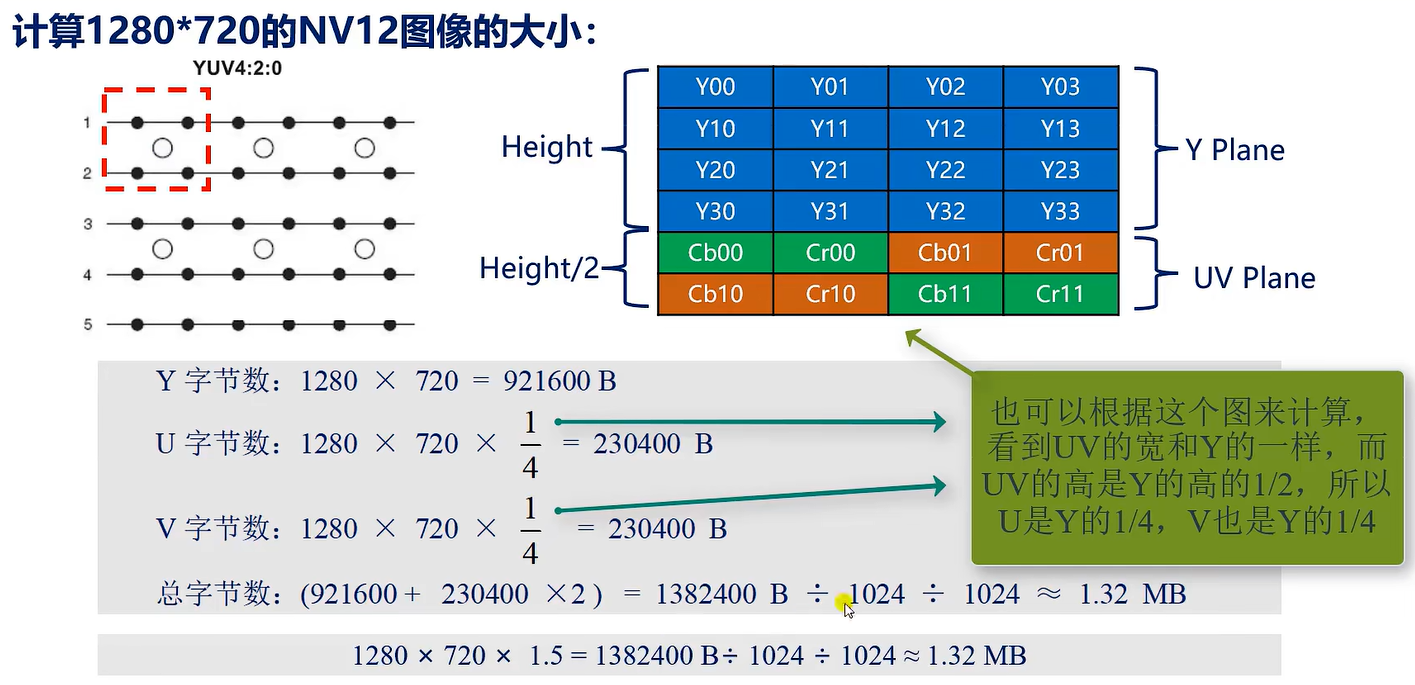 计算1280*720的NV12图像的大小：
YUV4:2:0
1
2
3
4
5
Height
Height/2
Y00 Y01 Y02 Y03
Y10 Y11 Y12 Y13
Y20 Y21 Y22 Y23
Y30 Y31 Y32 Y33
Cb00 Cr00 Cb01 Cr01
Cb10 Cr10 Cb11 Cr11
Y Plane
UV Plane
Y 字节数：1280 × 720 = 921600 B
U 字节数：1280 × 720 × 1/4 = 230400 B
V 字节数：1280 × 720 × 1/4 = 230400 B
总字节数：(921600 + 230400 ×2 ) = 1382400 B ÷ 1024 ÷ 1024 ≈ 1.32 MB
也可以根据这个图来计算，
看到UV的宽和Y的一样，而
UV的高是Y的高的1/2，所以
U是Y的1/4，V也是Y的1/4
1280 × 720 × 1.5 = 1382400 B÷ 1024 ÷ 1024 ≈ 1.32 MB